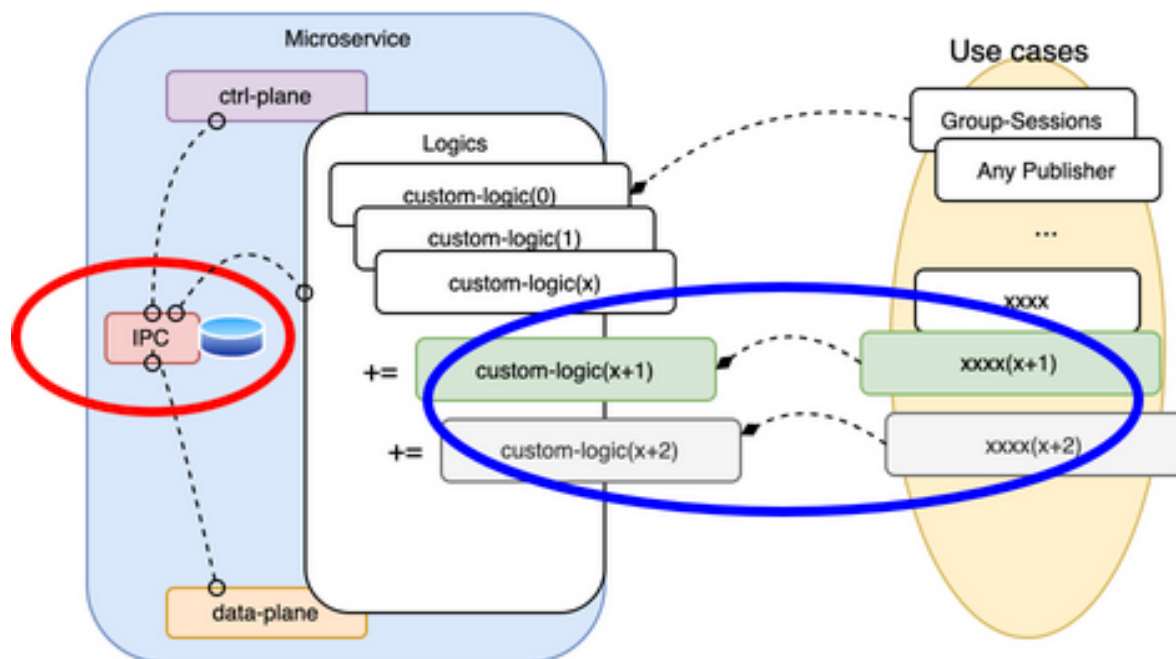 Microservice
Use cases
ctrl-plane
Group-Sessions
Logics
Any Publisher
custom-logic(0)
custom-logic(1)
...
custom-logic(x)
xxxx
IPC
+= custom-logic(x+1)
xxxx(x+1)
+= custom-logic(x+2)
xxxx(x+2)
data-plane